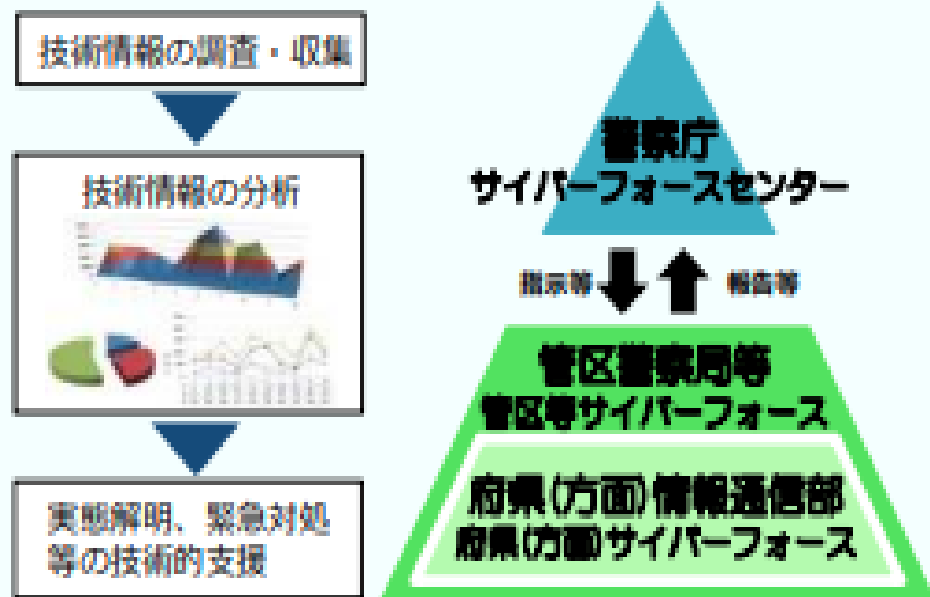 技術情報の調査・収集
技術情報の分析
実態解明、緊急対処
等の技術的支援
警察庁
サイバーフォースセンター
指示等
報告等
管区警察局等
管区等サイバーフォース
府県(方面)情報通信部
府県(方面)サイバーフォース